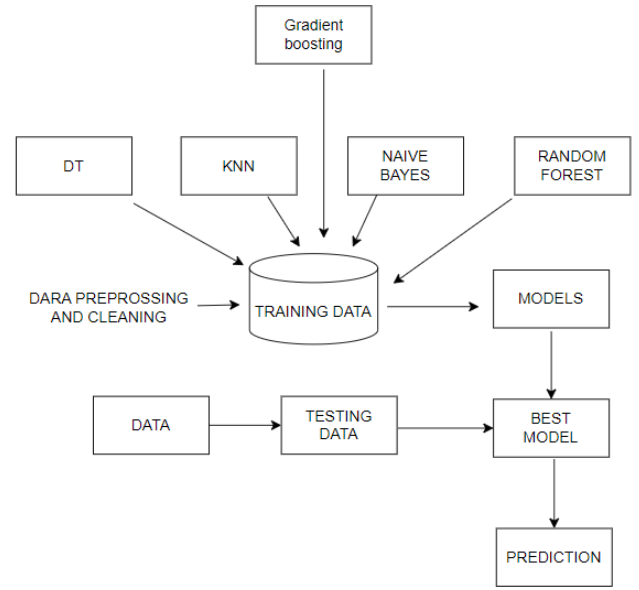 Gradient
boosting
DT
KNN
NAIVE
BAYES
RANDOM
FOREST
DARA PREPROSSING
AND CLEANING
TRAINING DATA
MODELS
DATA
TESTING
DATA
BEST
MODEL
PREDICTION